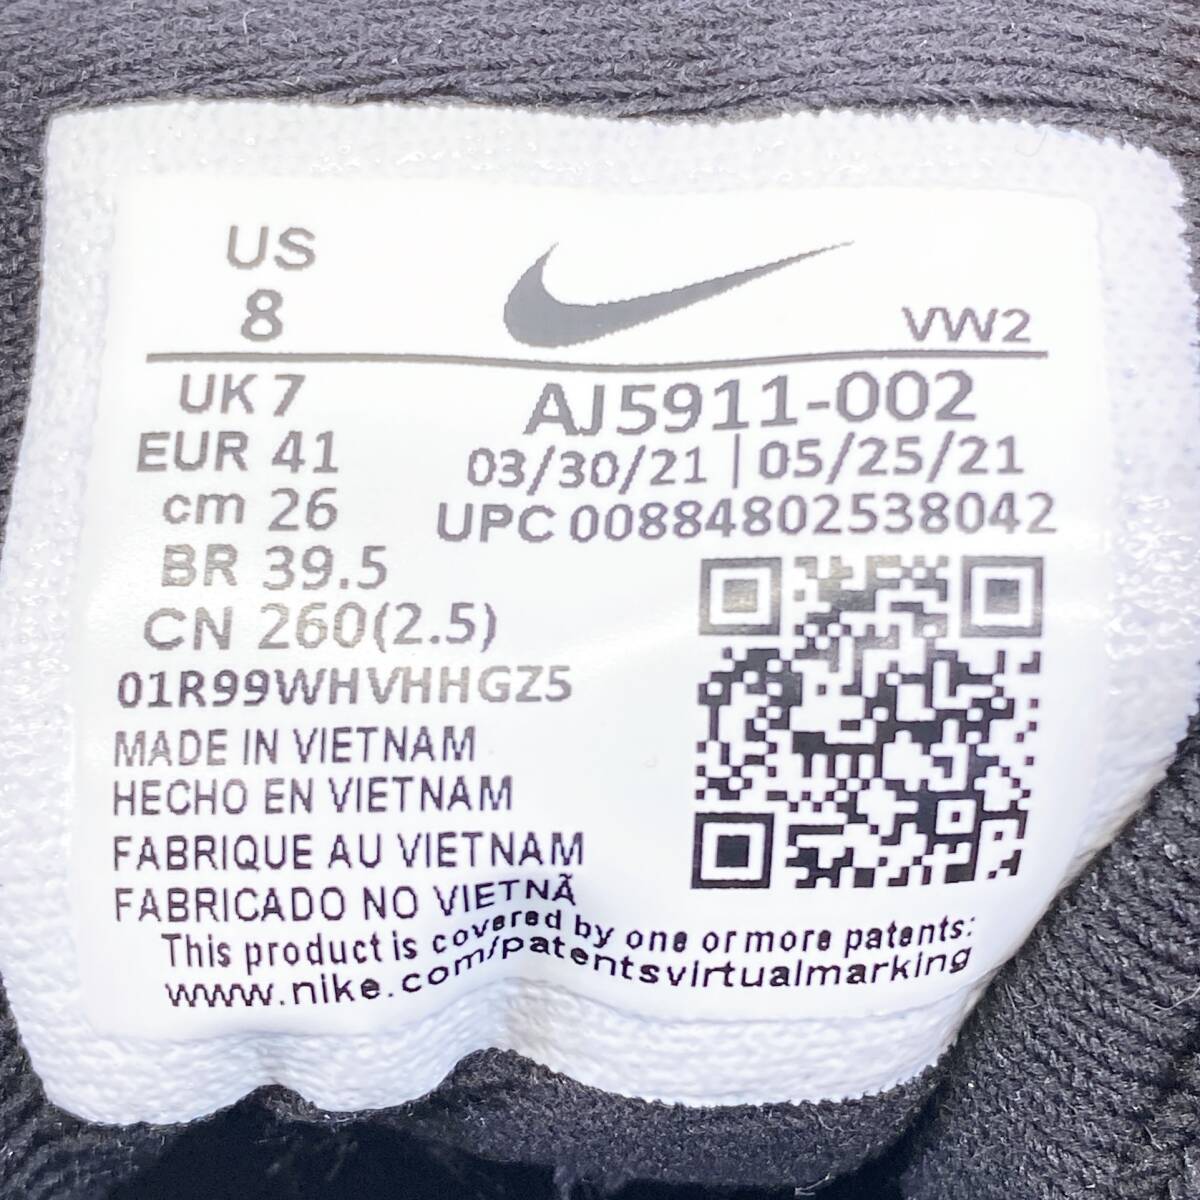 US
8
VW2
UK 7
AJ5911-002
EUR 41
03/30/21 | 05/25/21
cm 26
UPC 00884802538042
BR 39.5
CN 260(2.5)
01R99WHVHHGZ5
MADE IN VIETNAM
HECHO EN VIETNAM
FABRIQUE AU VIETNAM
FABRICADO NO VIETNÃ
This product is covered by one or more patents:
www.nike.com/patentsvirtualmarking